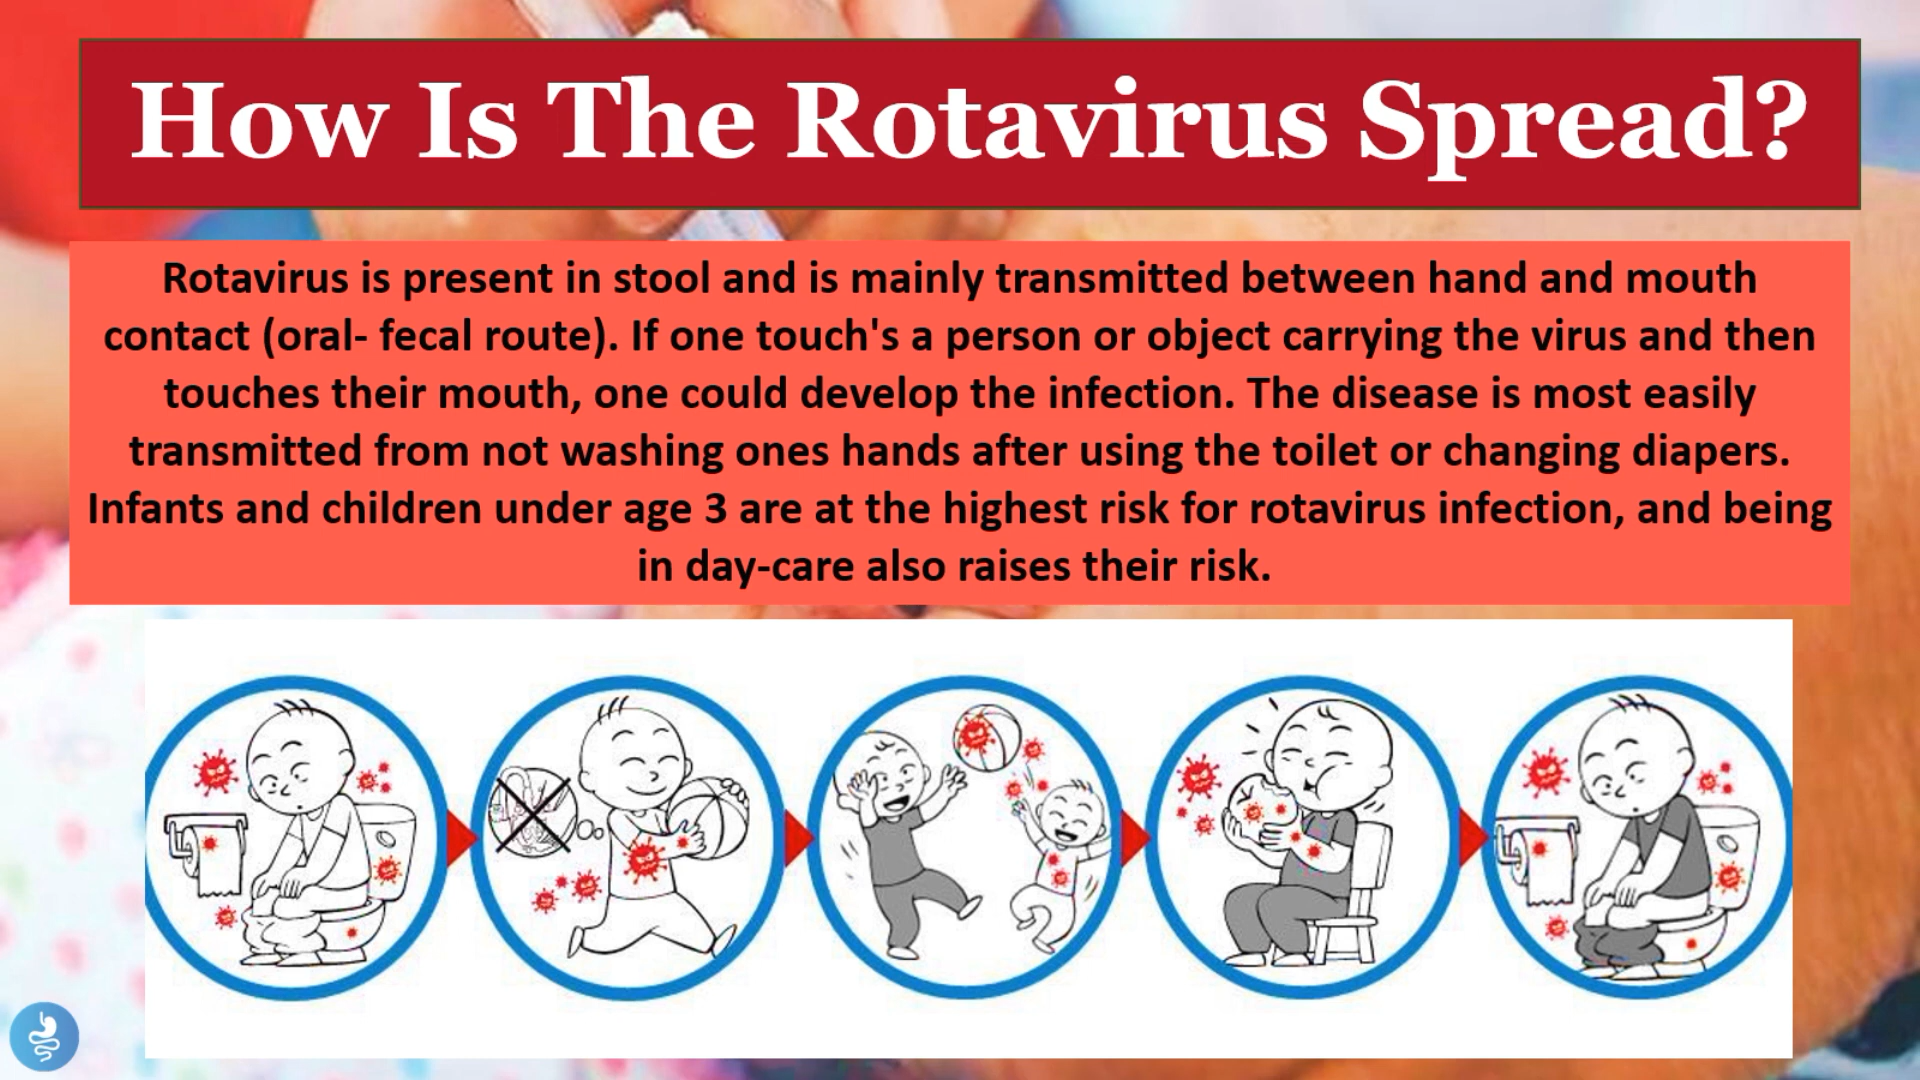 How Is The Rotavirus Spread?
Rotavirus is present in stool and is mainly transmitted between hand and mouth
contact (oral- fecal route). If one touch's a person or object carrying the virus and then
touches their mouth, one could develop the infection. The disease is most easily
transmitted from not washing ones hands after using the toilet or changing diapers.
Infants and children under age 3 are at the highest risk for rotavirus infection, and being
in day-care also raises their risk.